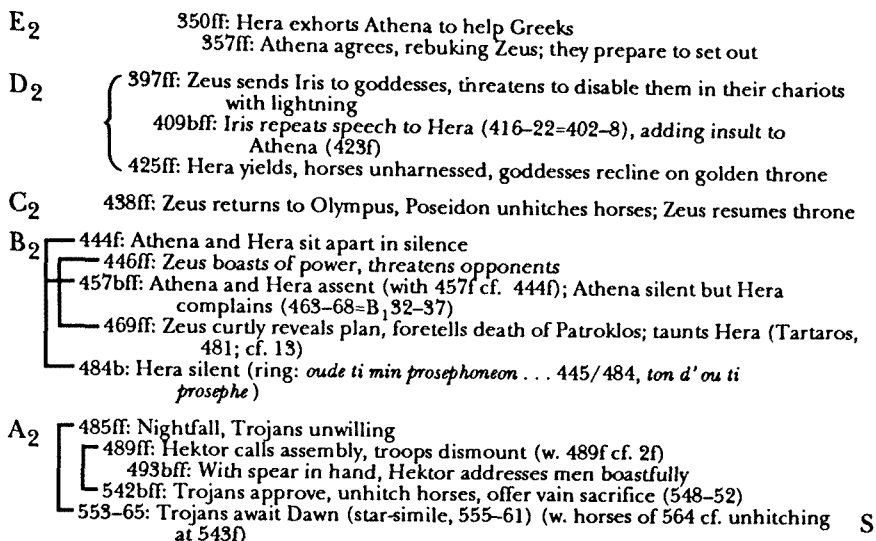 E2 350ff: Hera exhorts Athena to help Greeks
357ff: Athena agrees, rebuking Zeus; they prepare to set out
D2 397ff: Zeus sends Iris to goddesses, threatens to disable them in their chariots
with lightning
409bff: Iris repeats speech to Hera (416–22=402–8), adding insult to
Athena (423f)
425ff: Hera yields, horses unharnessed, goddesses recline on golden throne
C2 438ff: Zeus returns to Olympus, Poseidon unhitches horses; Zeus resumes throne
B2 444f: Athena and Hera sit apart in silence
446ff: Zeus boasts of power, threatens opponents
457bff: Athena and Hera assent (with 457f cf. 444f); Athena silent but Hera
complains (463–68=B₁32–37)
469ff: Zeus curtly reveals plan, foretells death of Patroklos; taunts Hera (Tartaros,
481; cf. 13)
484b: Hera silent (ring: oude ti min prosephoneon . . . 445/484, ton d' ou ti
prosephe)
A2 485ff: Nightfall, Trojans unwilling
489ff: Hektor calls assembly, troops dismount (w. 489f cf. 2f)
493bff: With spear in hand, Hektor addresses men boastfully
542bff: Trojans approve, unhitch horses, offer vain sacrifice (548–52)
553–65: Trojans await Dawn (star-simile, 555–61) (w. horses of 564 cf. unhitching
at 543f) S